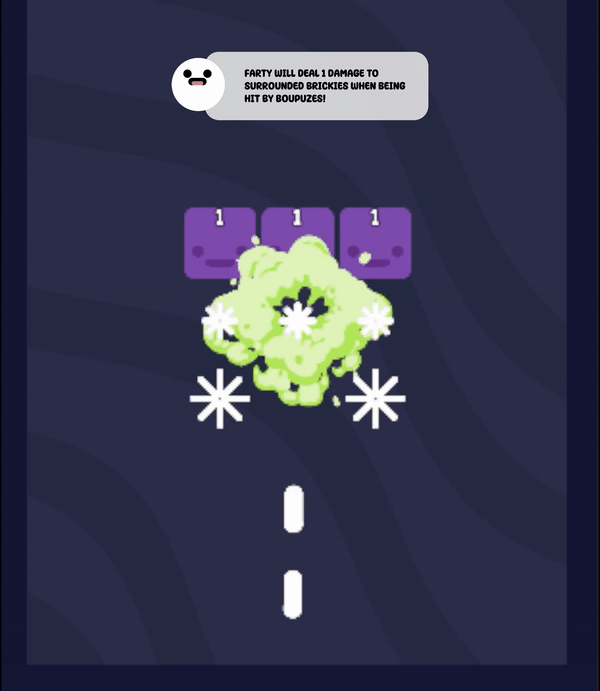 FARTY WILL DEAL 1 DAMAGE TO
SURROUNDED BRICKIES WHEN BEING
HIT BY BOUPUZES!
1 1 1